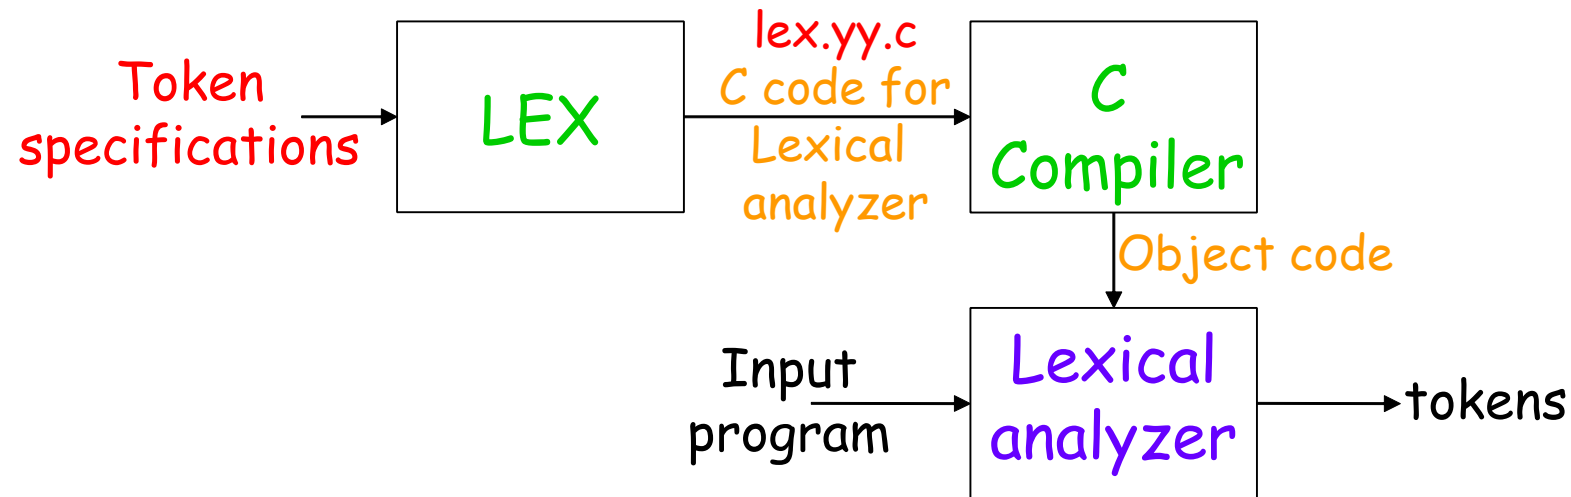 Token
specifications
LEX
lex.yy.c
C code for
Lexical
analyzer
C
Compiler
Object code
Input
program
Lexical
analyzer
tokens